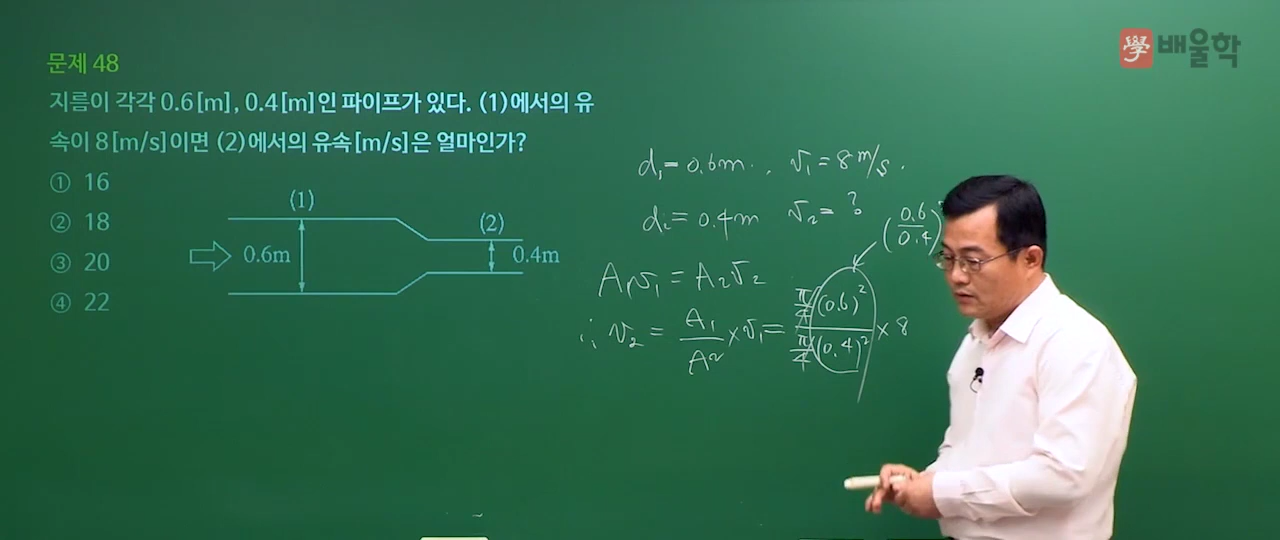 學 배울학
문제 48
지름이 각각 0.6[m], 0.4[m]인 파이프가 있다. (1)에서의 유
속이 8[m/s]이면 (2)에서의 유속[m/s]은 얼마인가?
① 16
② 18
③ 20
④ 22
(1)
(2)
0.6m
0.4m
d₁=0.6m, v₁=8m/s.
d₂=0.4m v₂=?
(0.6/0.4)
A₁v₁=A₂v₂
∴ v₂ = A₁/A₂ × v₁ = π/4(0.6)²/π/4(0.4)² × 8